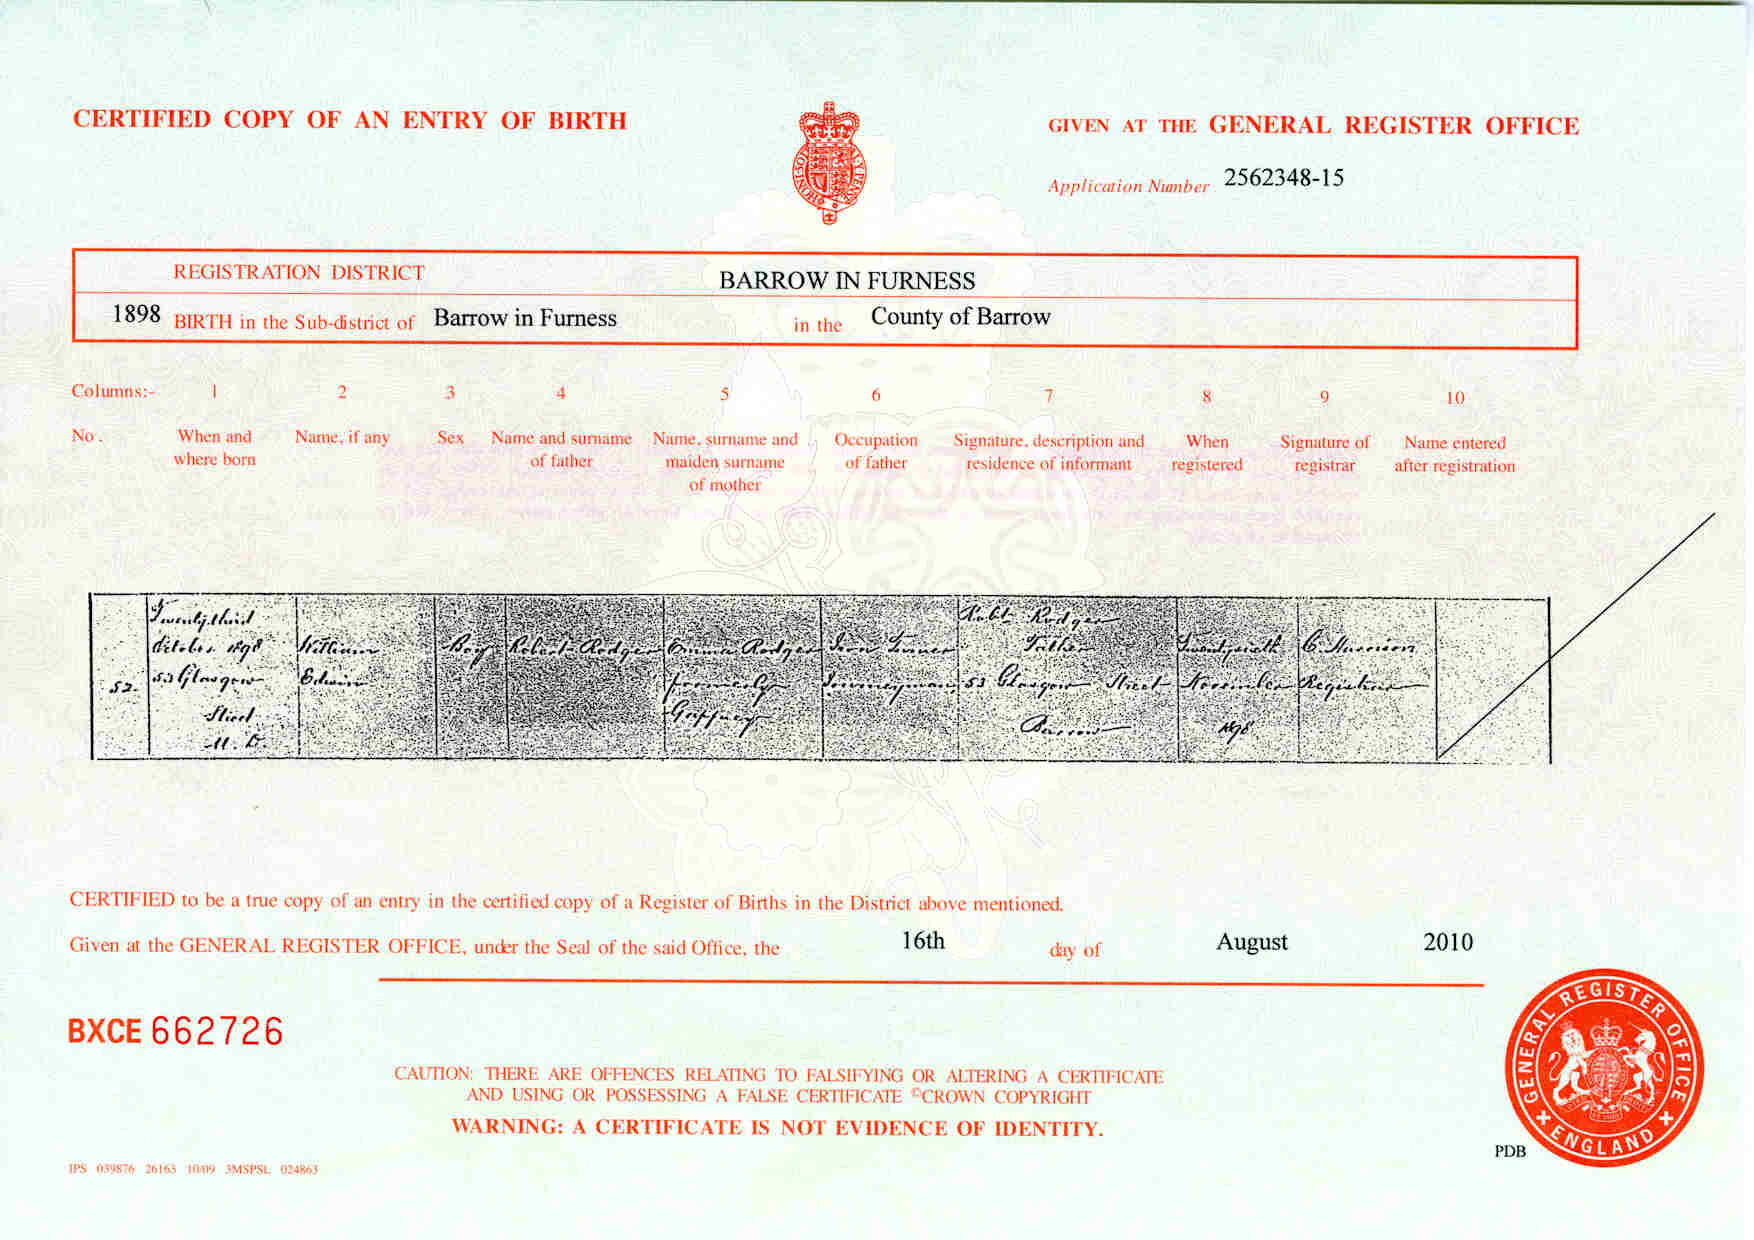 CERTIFIED COPY OF AN ENTRY OF BIRTH
GIVEN AT THE GENERAL REGISTER OFFICE
Application Number 2562348-15
REGISTRATION DISTRICT BARROW IN FURNESS
1898 BIRTH in the Sub-district of Barrow in Furness in the County of Barrow
Columns:- 1 2 3 4 5 6 7 8 9 10
No. When and where born
Name, if any
Sex
Name and surname of father
Name, surname and maiden surname of mother
Occupation of father
Signature, description and residence of informant
When registered
Signature of registrar
Name entered after registration
52.
Twenty third
October 1898
53 Glasgow
Street
U.D.
William
Edwin
Boy
Robert Rodger
Emma Rodger
formerly
Gaffney
Iron Turner
Journeyman
Robt Rodger
Father
53 Glasgow Street
Barrow
Twenty sixth
November
1898
C. Harrison
Registrar
CERTIFIED to be a true copy of an entry in the certified copy of a Register of Births in the District above mentioned.
Given at the GENERAL REGISTER OFFICE, under the Seal of the said Office, the 16th day of August 2010
BXCE 662726
CAUTION: THERE ARE OFFENCES RELATING TO FALSIFYING OR ALTERING A CERTIFICATE
AND USING OR POSSESSING A FALSE CERTIFICATE ©CROWN COPYRIGHT
WARNING: A CERTIFICATE IS NOT EVIDENCE OF IDENTITY.
IPS 039876 26163 10/09 3MSPSL 024863
PDB
GENERAL REGISTER OFFICE
ENGLAND